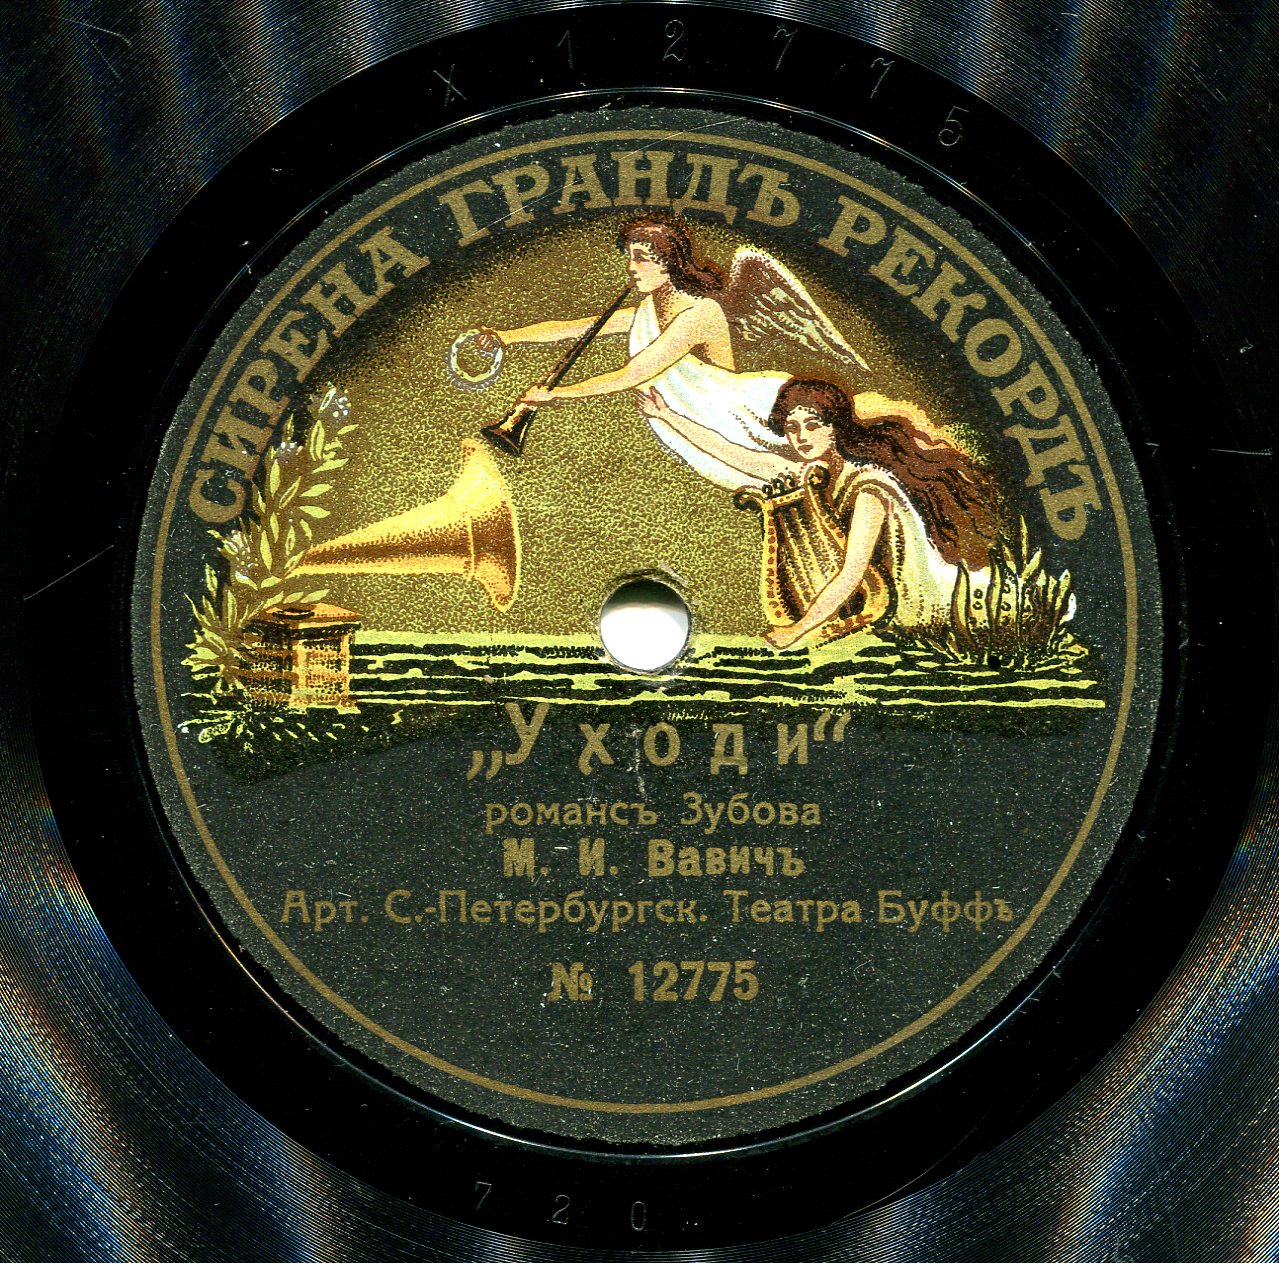 X 12775
СИРЕНА ГРАНДЪ РЕКОРДЪ
„Уходи“
романсъ Зубова
М. И. Вавичъ
Арт. С.-Петербургск. Театра Буффъ
№ 12775
720